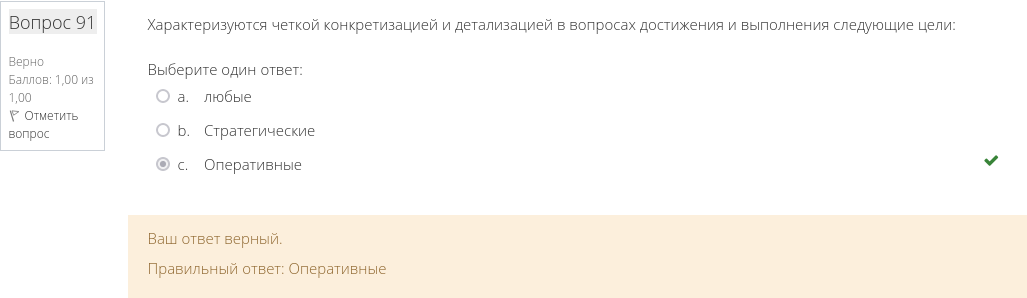 Вопрос 91
Верно
Баллов: 1,00 из
1,00
Отметить
вопрос
Характеризуются четкой конкретизацией и детализацией в вопросах достижения и выполнения следующие цели:
Выберите один ответ:
a. любые
b. Стратегические
c. Оперативные
Ваш ответ верный.
Правильный ответ: Оперативные